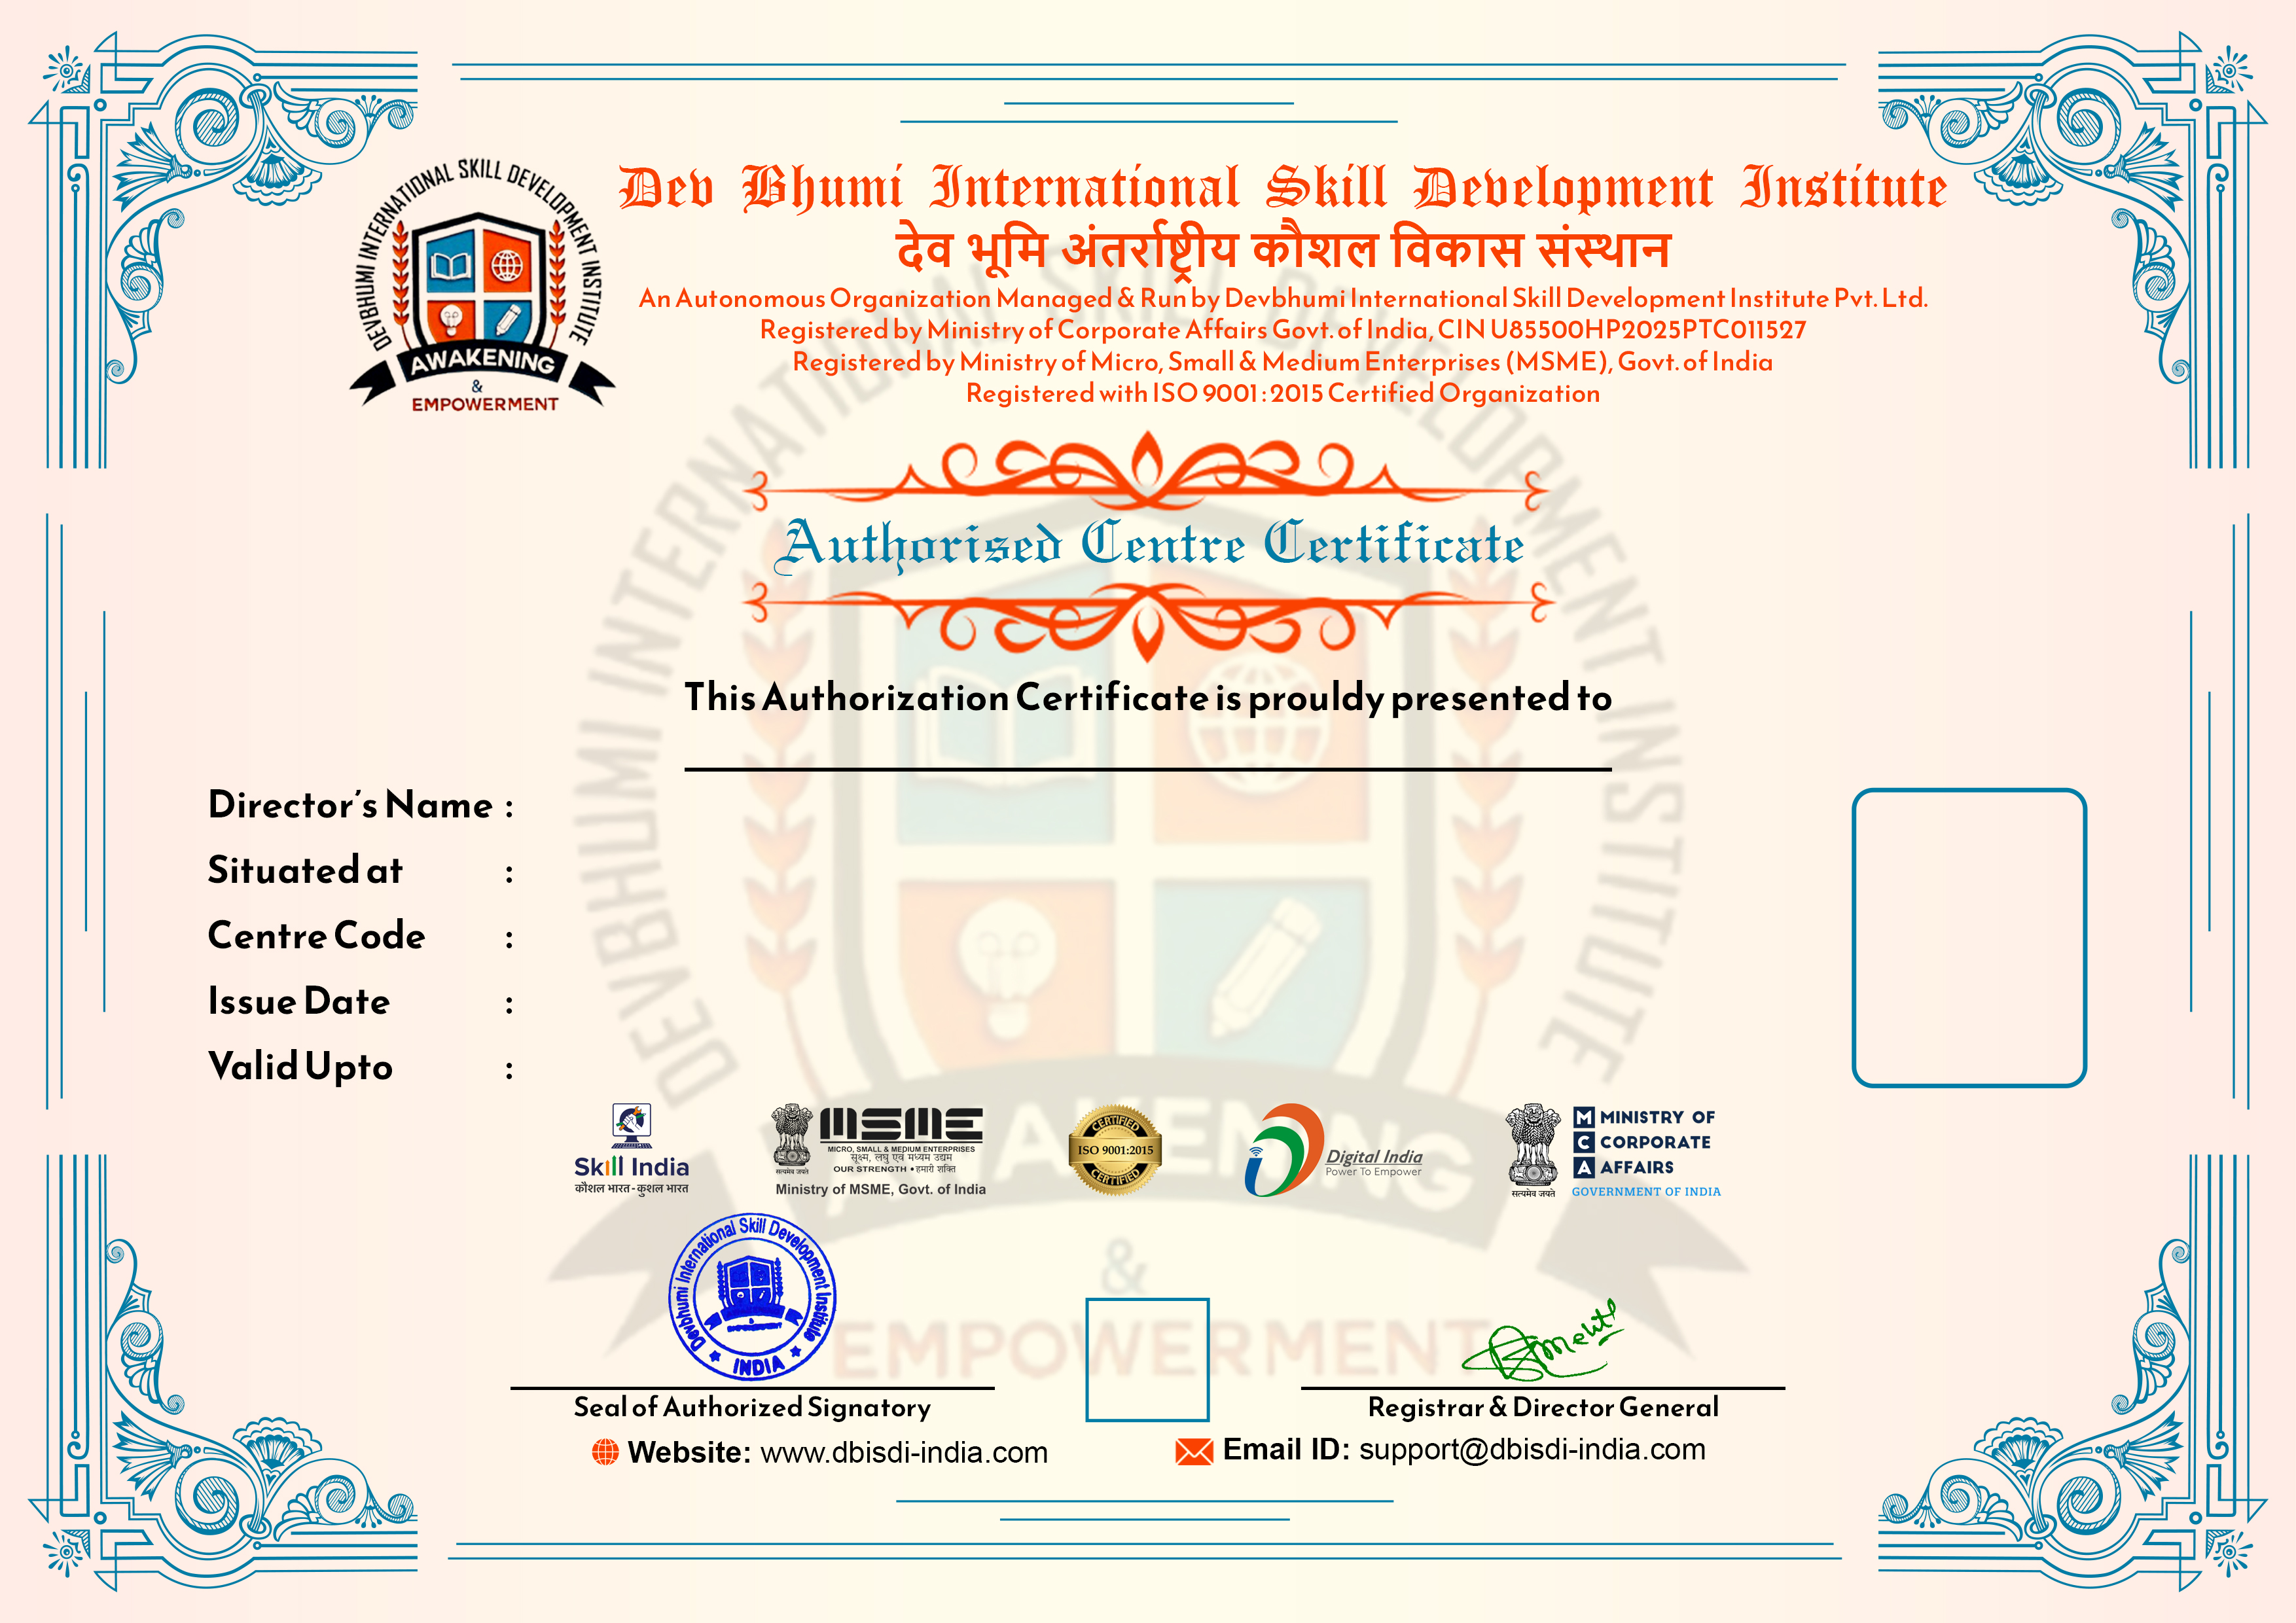 DEVBHUMI INTERNATIONAL SKILL DEVELOPMENT INSTITUTE
AWAKENING
&
EMPOWERMENT
Dev Bhumi International Skill Development Institute
देव भूमि अंतर्राष्ट्रीय कौशल विकास संस्थान
An Autonomous Organization Managed & Run by Devbhumi International Skill Development Institute Pvt. Ltd.
Registered by Ministry of Corporate Affairs Govt. of India, CIN U85500HP2025PTC011527
Registered by Ministry of Micro, Small & Medium Enterprises (MSME), Govt. of India
Registered with ISO 9001 : 2015 Certified Organization
Authorised Centre Certificate
This Authorization Certificate is prouldy presented to
Director's Name :
Situated at :
Centre Code :
Issue Date :
Valid Upto :
DEVBHUMI INTERNATIONAL SKILL DEVELOPMENT INSTITUTE
AWAKENING
&
EMPOWERMENT
Skill India
कौशल भारत - कुशल भारत
सत्यमेव जयते
MSME
MICRO, SMALL & MEDIUM ENTERPRISES
सूक्ष्म, लघु एवं मध्यम उद्यम
OUR STRENGTH • हमारी शक्ति
Ministry of MSME, Govt. of India
CERTIFIED
ISO 9001:2015
CERTIFIED
Digital India
Power To Empower
सत्यमेव जयते
M MINISTRY OF
C CORPORATE
A AFFAIRS
GOVERNMENT OF INDIA
Devbhumi International Skill Development Institute
INDIA
Seal of Authorized Signatory
Registrar & Director General
Website: www.dbisdi-india.com
Email ID: support@dbisdi-india.com